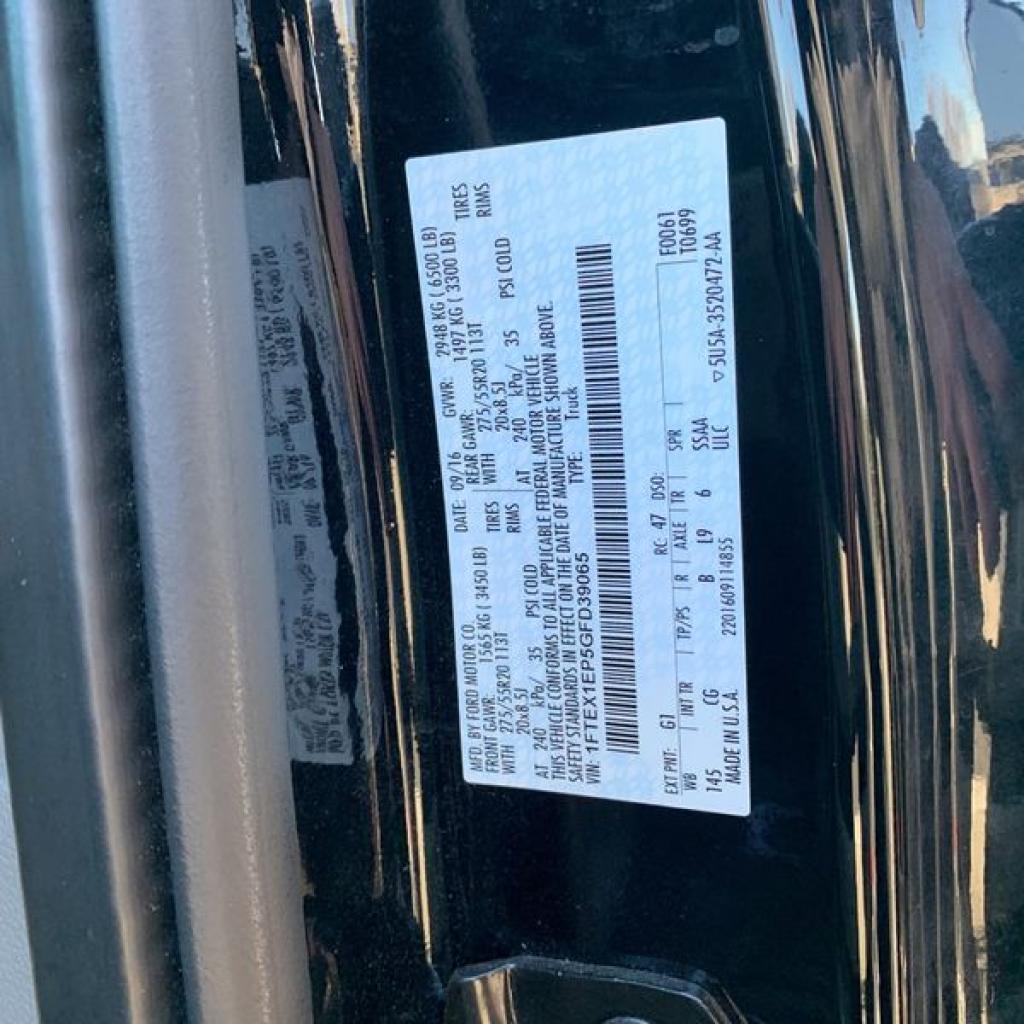 MFD. BY FORD MOTOR CO. DATE: 09/16 GVWR: 2948 KG ( 6500 LB)
FRONT GAWR: 1565 KG ( 3450 LB) REAR GAWR: 1497 KG ( 3300 LB)
WITH 275/55R20 113T TIRES WITH 275/55R20 113T TIRES
20x8.5J RIMS 20x8.5J RIMS
AT 240 kPa/ 35 PSI COLD AT 240 kPa/ 35 PSI COLD
THIS VEHICLE CONFORMS TO ALL APPLICABLE FEDERAL MOTOR VEHICLE
SAFETY STANDARDS IN EFFECT ON THE DATE OF MANUFACTURE SHOWN ABOVE.
VIN: 1FTEX1EP5GFD39065 TYPE: Truck
EXT PNT: G1 RC: 47 DSO: F0061
WB INT TR TP/PS R AXLE TR SPR T0699
145 CG B L9 6 SSAA
2201609114855 ULC
MADE IN U.S.A. ▽5U5A-3520472-AA